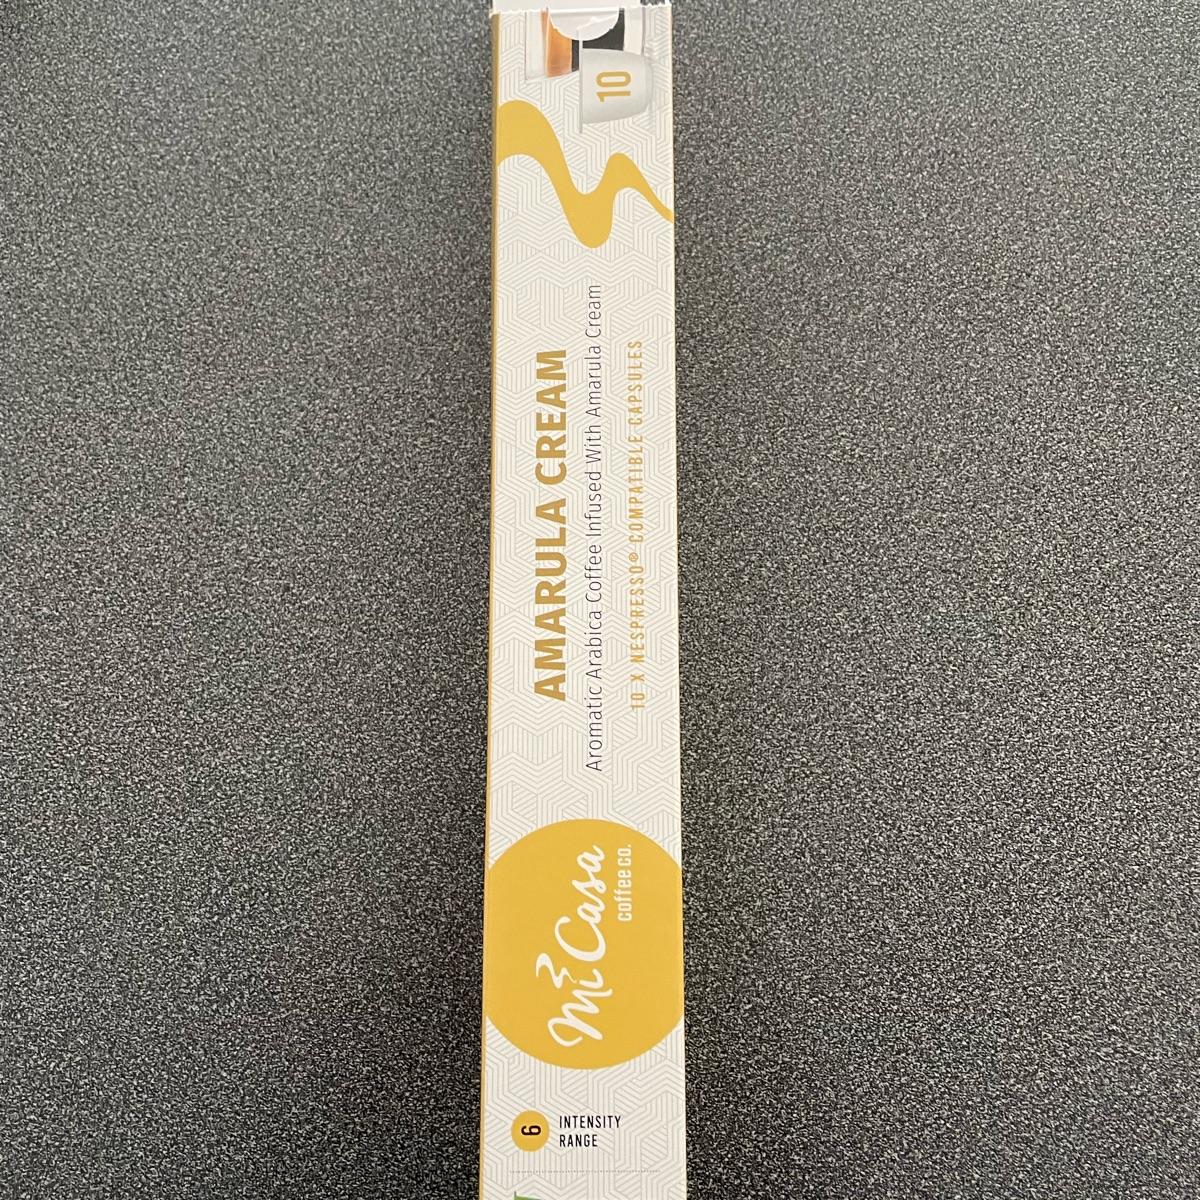 6
INTENSITY
RANGE
mi Casa
coffee co.
AMARULA CREAM
Aromatic Arabica Coffee Infused With Amarula Cream
10 X NESPRESSO® COMPATIBLE CAPSULES
10